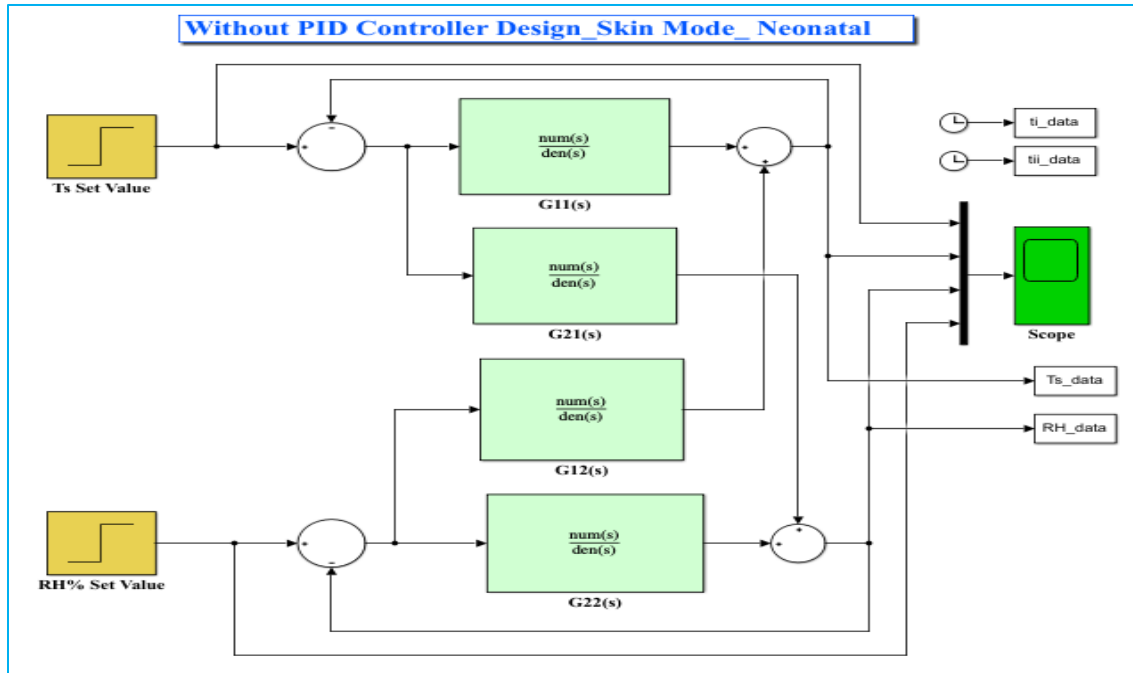 Without PID Controller Design_Skin Mode_ Neonatal
Ts Set Value
num(s)
den(s)
G11(s)
ti_data
tii_data
num(s)
den(s)
G21(s)
Scope
num(s)
den(s)
G12(s)
Ts_data
RH_data
RH% Set Value
num(s)
den(s)
G22(s)